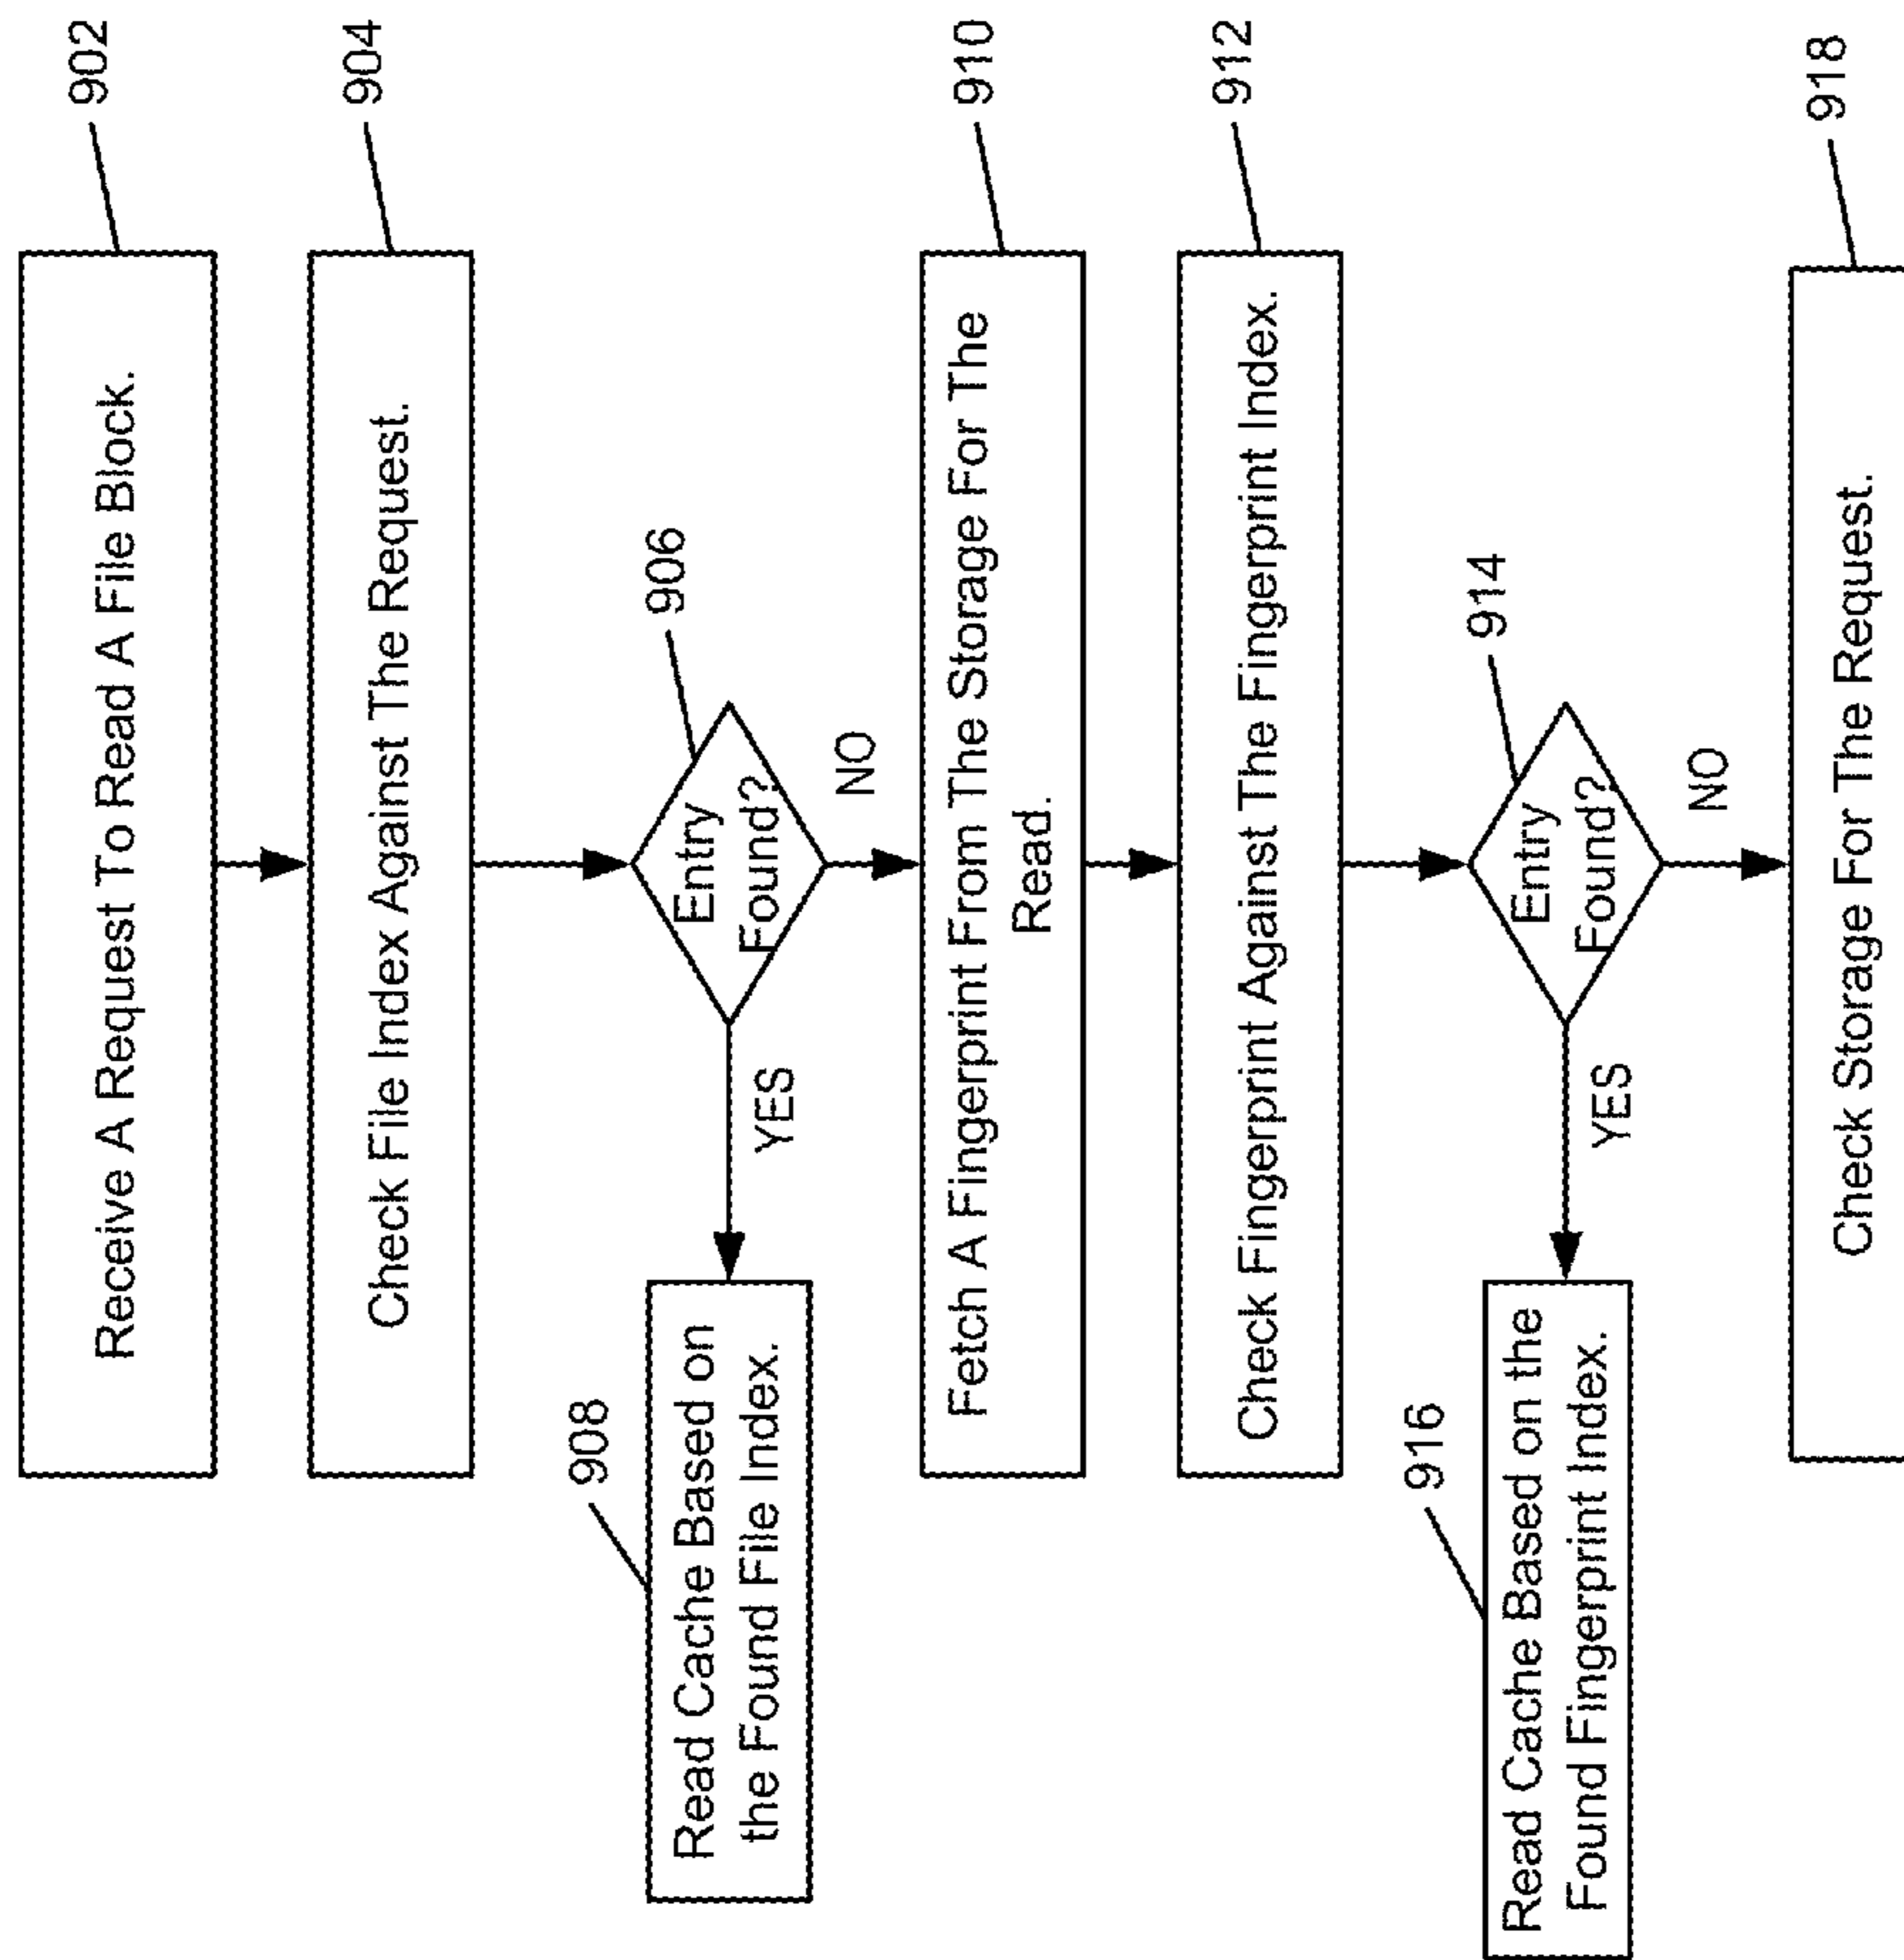 Receive A Request To Read A File Block.
902
Check File Index Against The Request.
904
Entry
Found?
906
YES
NO
908
Read Cache Based on
the Found File Index.
Fetch A Fingerprint From The Storage For The
Read.
910
Check Fingerprint Against The Fingerprint Index.
912
Entry
Found?
914
YES
NO
916
Read Cache Based on the
Found Fingerprint Index.
Check Storage For The Request.
918